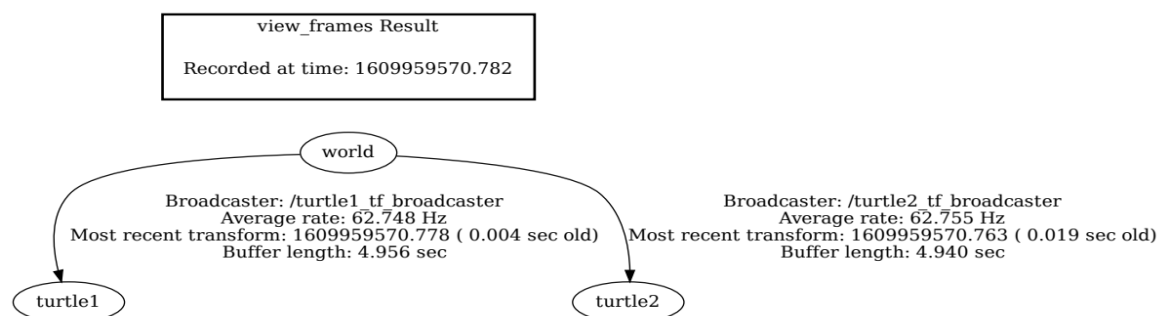 view_frames Result
Recorded at time: 1609959570.782
world
Broadcaster: /turtle1_tf_broadcaster
Average rate: 62.748 Hz
Most recent transform: 1609959570.778 ( 0.004 sec old)
Buffer length: 4.956 sec
Broadcaster: /turtle2_tf_broadcaster
Average rate: 62.755 Hz
Most recent transform: 1609959570.763 ( 0.019 sec old)
Buffer length: 4.940 sec
turtle1
turtle2